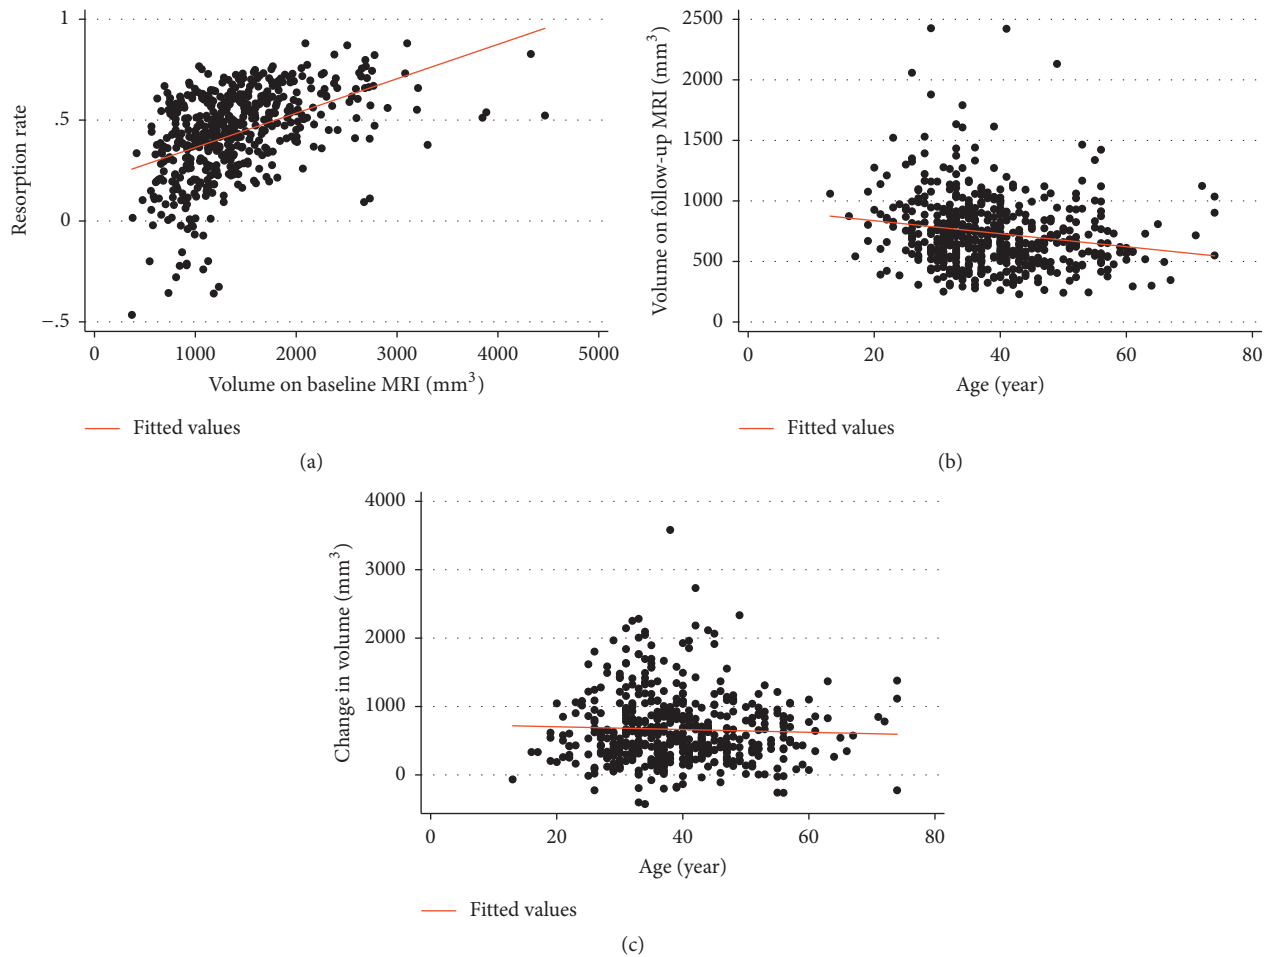 1
.5
0
−.5
Resorption rate
0 1000 2000 3000 4000 5000
Volume on baseline MRI (mm³)
Fitted values
(a)
2500
2000
1500
1000
500
0
Volume on follow-up MRI (mm³)
0 20 40 60 80
Age (year)
Fitted values
(b)
4000
3000
2000
1000
0
Change in volume (mm³)
0 20 40 60 80
Age (year)
Fitted values
(c)